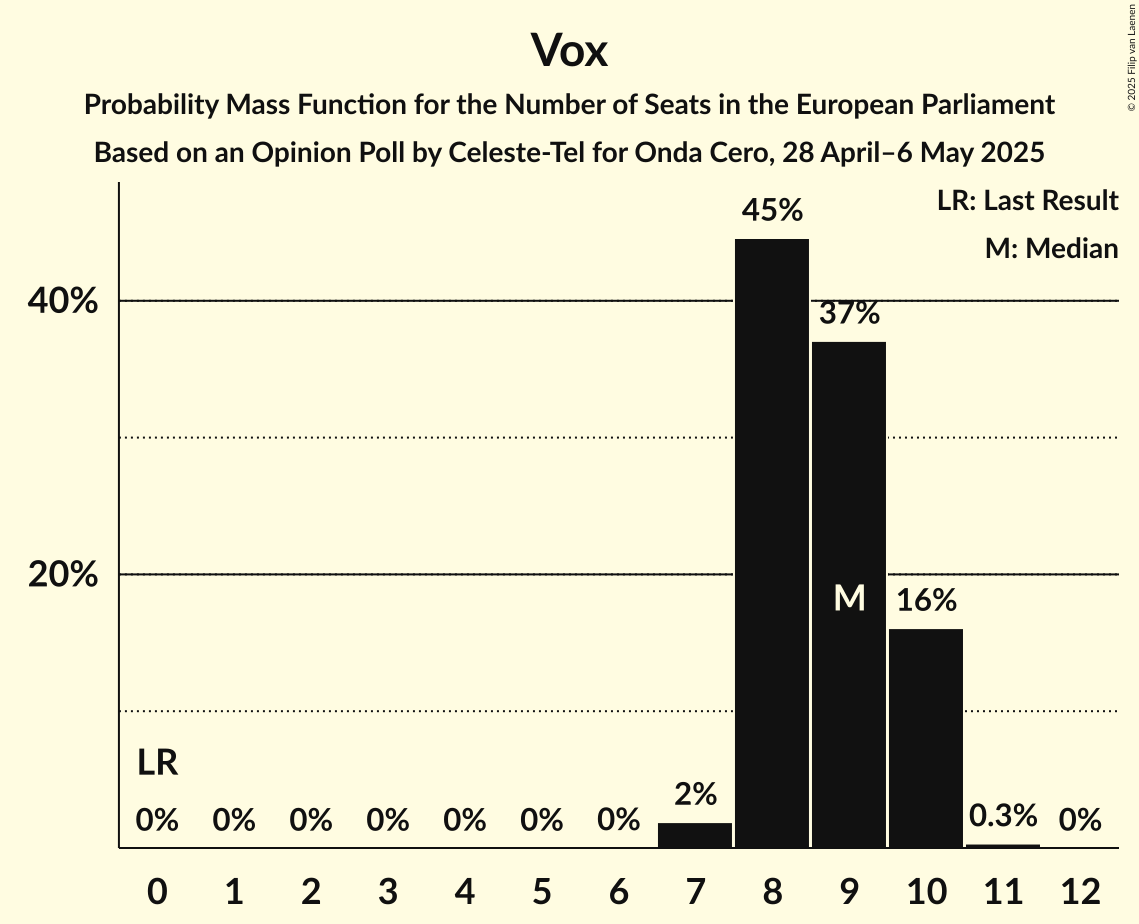 Vox
Probability Mass Function for the Number of Seats in the European Parliament
Based on an Opinion Poll by Celeste-Tel for Onda Cero, 28 April–6 May 2025
© 2025 Filip van Laenen
LR: Last Result
M: Median
45%
40%
37%
20%
M
16%
LR
2%
0% 0% 0% 0% 0% 0% 0% 0.3% 0%
0 1 2 3 4 5 6 7 8 9 10 11 12